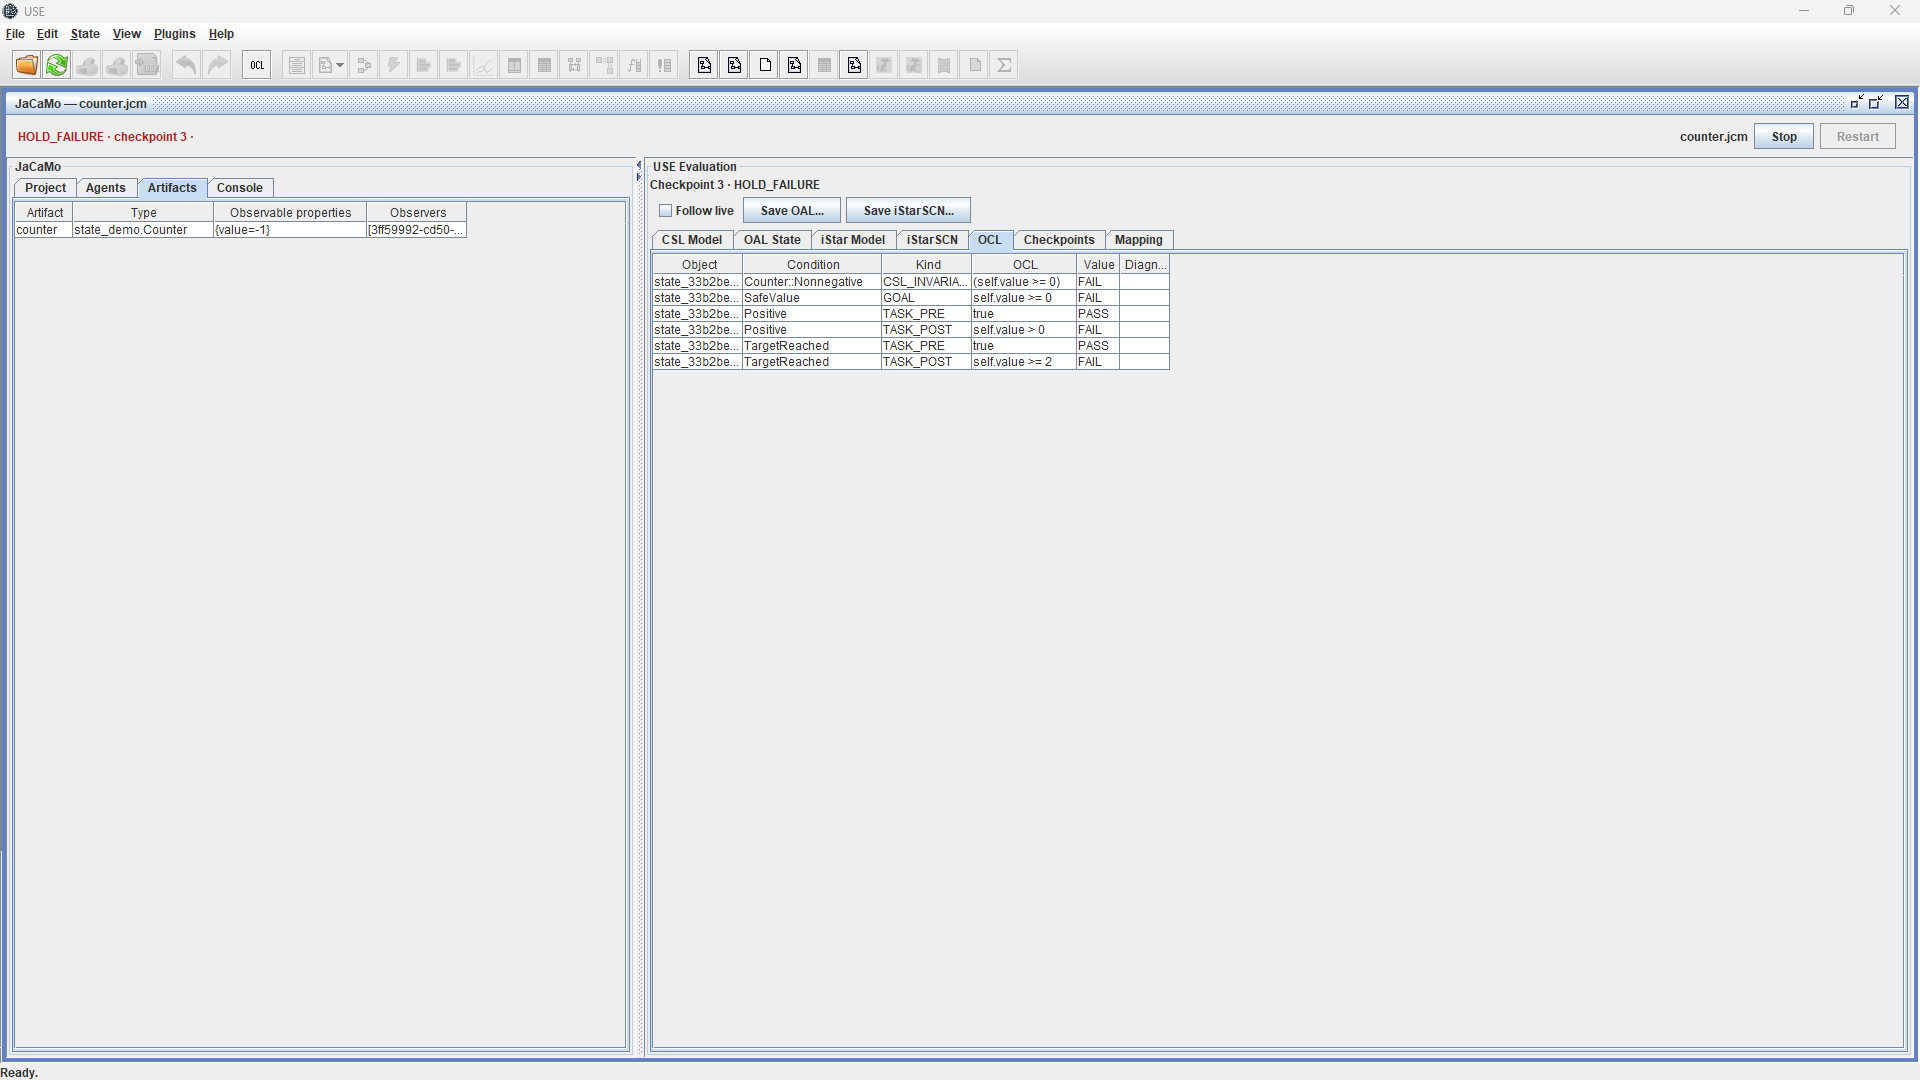 USE
File Edit State View Plugins Help
OCL
JaCaMo — counter.jcm
HOLD_FAILURE · checkpoint 3 ·
counter.jcm Stop Restart
JaCaMo
Project Agents Artifacts Console
Artifact Type Observable properties Observers
counter state_demo.Counter {value=-1} [3ff59992-cd50-...
USE Evaluation
Checkpoint 3 · HOLD_FAILURE
Follow live Save OAL... Save iStarSCN...
CSL Model OAL State iStar Model iStarSCN OCL Checkpoints Mapping
Object Condition Kind OCL Value Diagn...
state_33b2be... Counter::Nonnegative CSL_INVARIA... (self.value >= 0) FAIL
state_33b2be... SafeValue GOAL self.value >= 0 FAIL
state_33b2be... Positive TASK_PRE true PASS
state_33b2be... Positive TASK_POST self.value > 0 FAIL
state_33b2be... TargetReached TASK_PRE true PASS
state_33b2be... TargetReached TASK_POST self.value >= 2 FAIL
Ready.